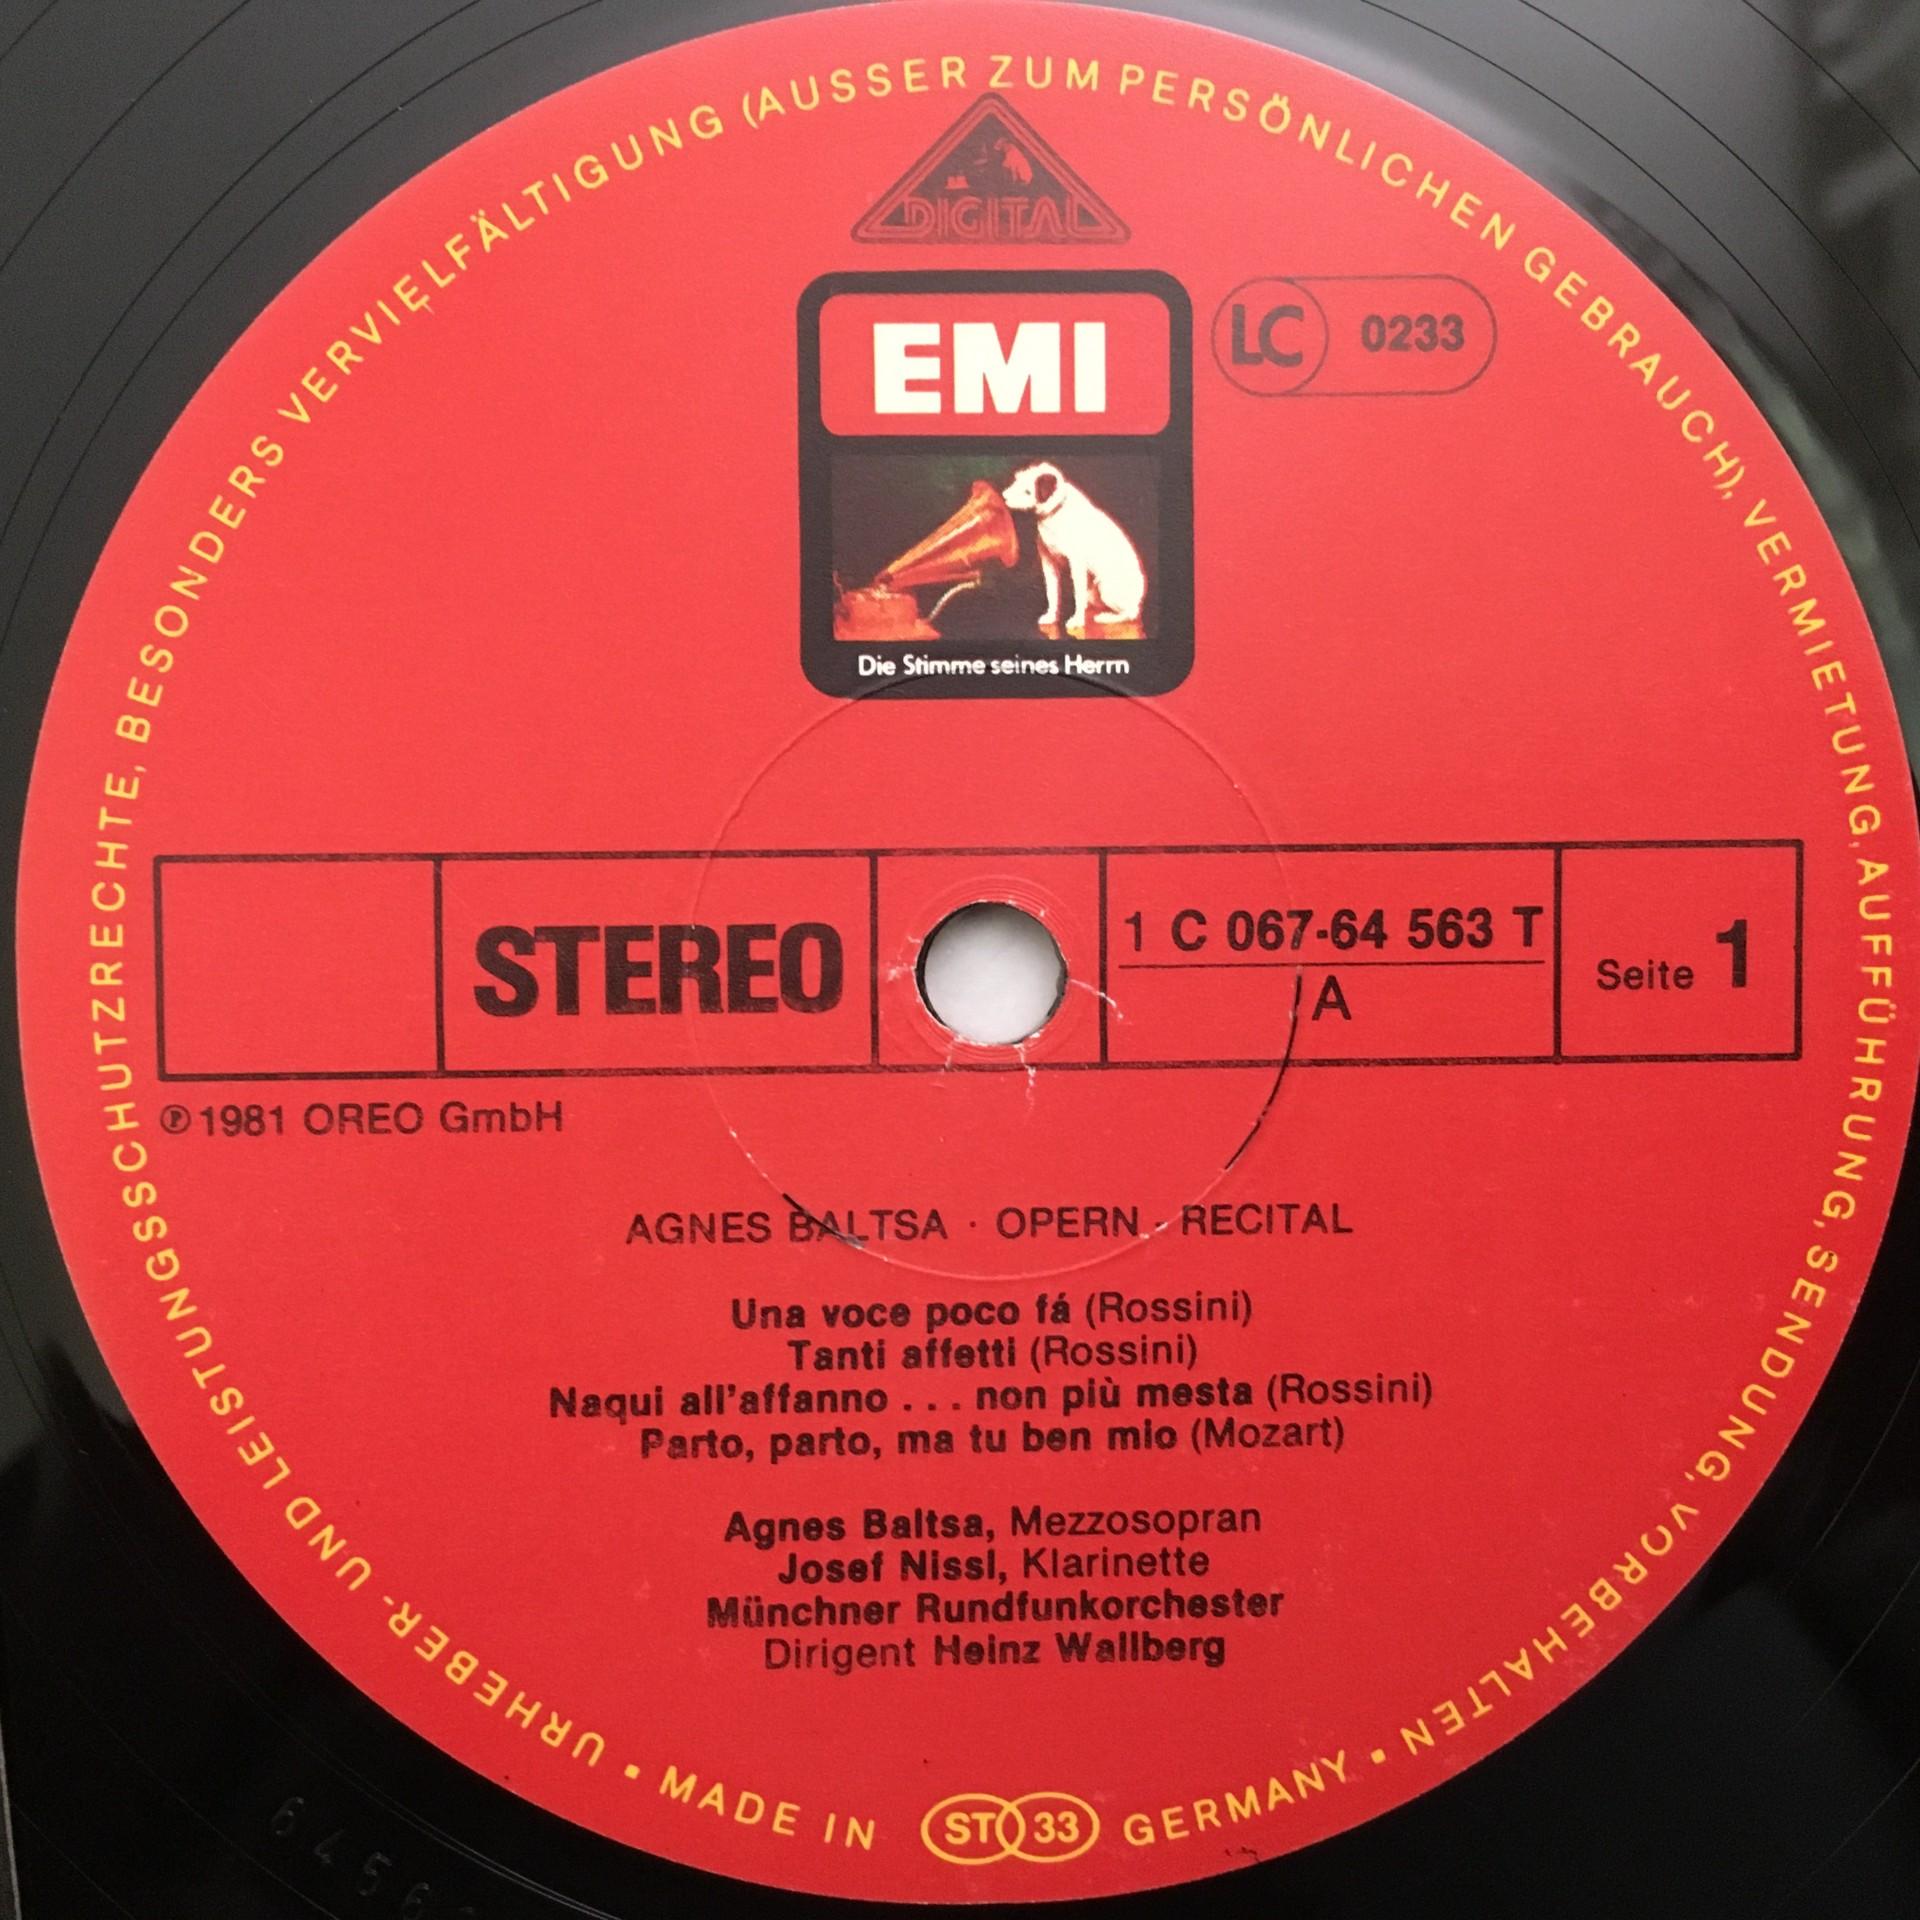 URHEBER- UND LEISTUNGSSCHUTZRECHTE, BESONDERS VERVIELFÄLTIGUNG (AUSSER ZUM PERSÖNLICHEN GEBRAUCH), VERMIETUNG, AUFFÜHRUNG, SENDUNG, VORBEHALTEN
DIGITAL
EMI
LC 0233
Die Stimme seines Herrn
STEREO
1 C 067-64 563 T
A
Seite 1
℗ 1981 OREO GmbH
AGNES BALTSA · OPERN - RECITAL
Una voce poco fá (Rossini)
Tanti affetti (Rossini)
Naqui all'affanno . . . non più mesta (Rossini)
Parto, parto, ma tu ben mio (Mozart)
Agnes Baltsa, Mezzosopran
Josef Nissl, Klarinette
Münchner Rundfunkorchester
Dirigent Heinz Wallberg
MADE IN ST 33 GERMANY